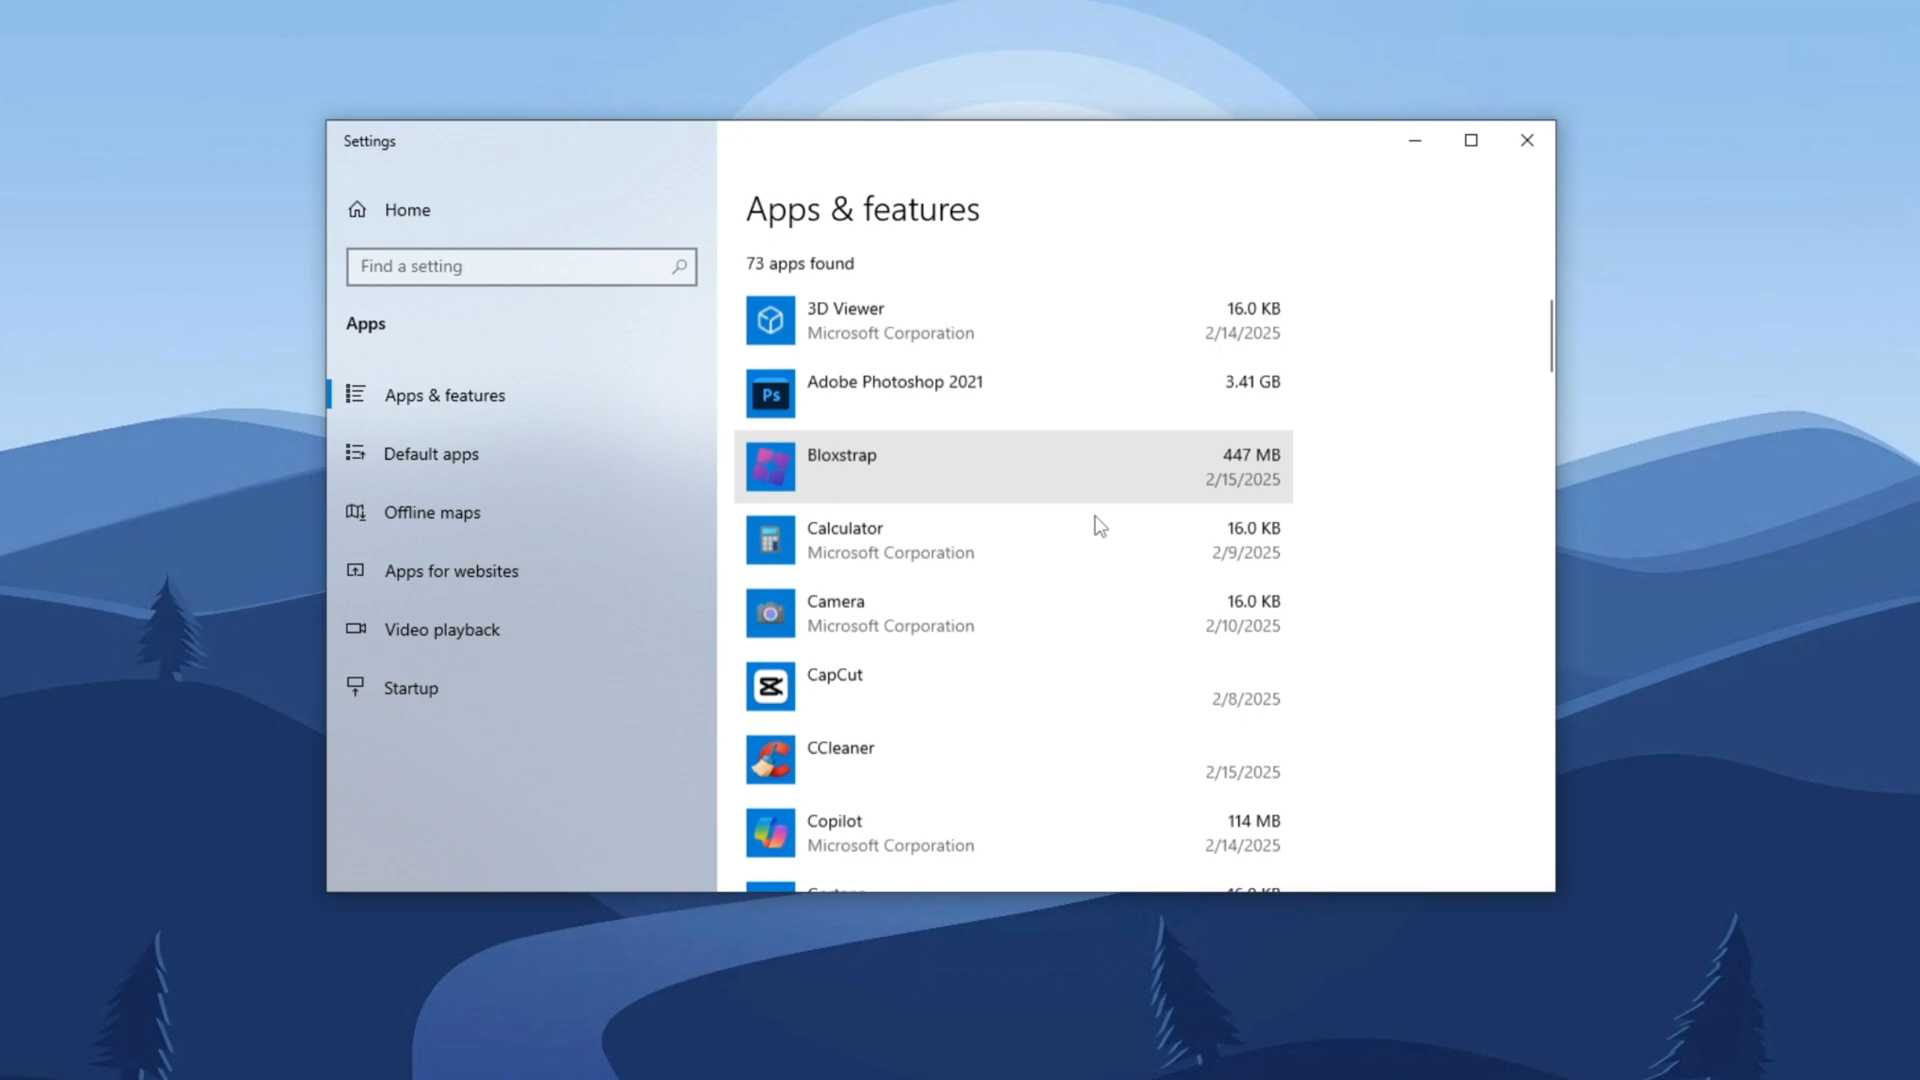 Settings
Home
Find a setting
Apps
Apps & features
Default apps
Offline maps
Apps for websites
Video playback
Startup
Apps & features
73 apps found
3D Viewer 16.0 KB
Microsoft Corporation 2/14/2025
Ps
Adobe Photoshop 2021 3.41 GB
Bloxstrap 447 MB
2/15/2025
Calculator 16.0 KB
Microsoft Corporation 2/9/2025
Camera 16.0 KB
Microsoft Corporation 2/10/2025
CapCut
2/8/2025
CCleaner
2/15/2025
Copilot 114 MB
Microsoft Corporation 2/14/2025